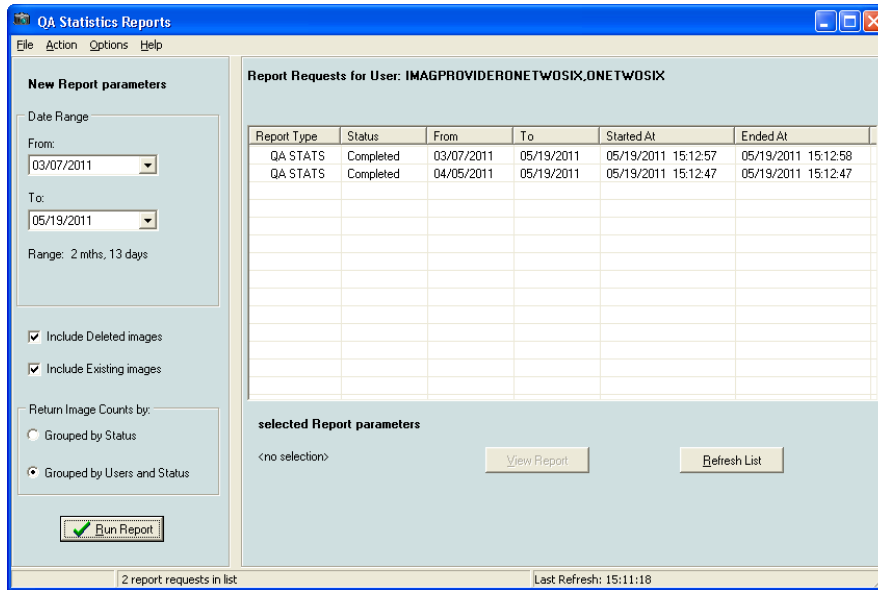 QA Statistics Reports
File Action Options Help
New Report parameters
Date Range
From:
03/07/2011
To:
05/19/2011
Range: 2 mths, 13 days
Include Deleted images
Include Existing images
Return Image Counts by:
Grouped by Status
Grouped by Users and Status
Run Report
Report Requests for User: IMAGPROVIDERONETWOSIX,ONETWOSIX
Report Type Status From To Started At Ended At
QA STATS Completed 03/07/2011 05/19/2011 05/19/2011 15:12:57 05/19/2011 15:12:58
QA STATS Completed 04/05/2011 05/19/2011 05/19/2011 15:12:47 05/19/2011 15:12:47
selected Report parameters
<no selection>
View Report
Refresh List
2 report requests in list
Last Refresh: 15:11:18